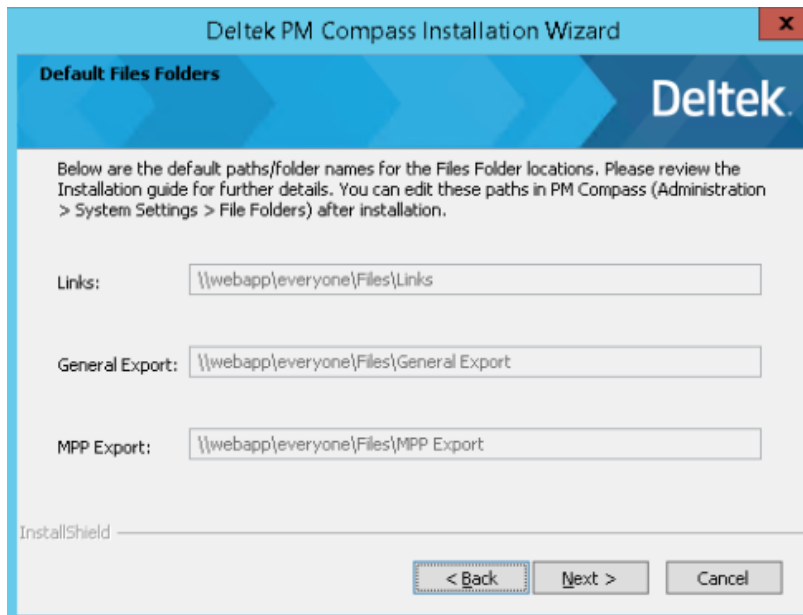 Deltek PM Compass Installation Wizard
x
Default Files Folders
Deltek.
Below are the default paths/folder names for the Files Folder locations. Please review the
Installation guide for further details. You can edit these paths in PM Compass (Administration
> System Settings > File Folders) after installation.
Links: \\webapp\everyone\Files\Links
General Export: \\webapp\everyone\Files\General Export
MPP Export: \\webapp\everyone\Files\MPP Export
InstallShield
< Back Next > Cancel